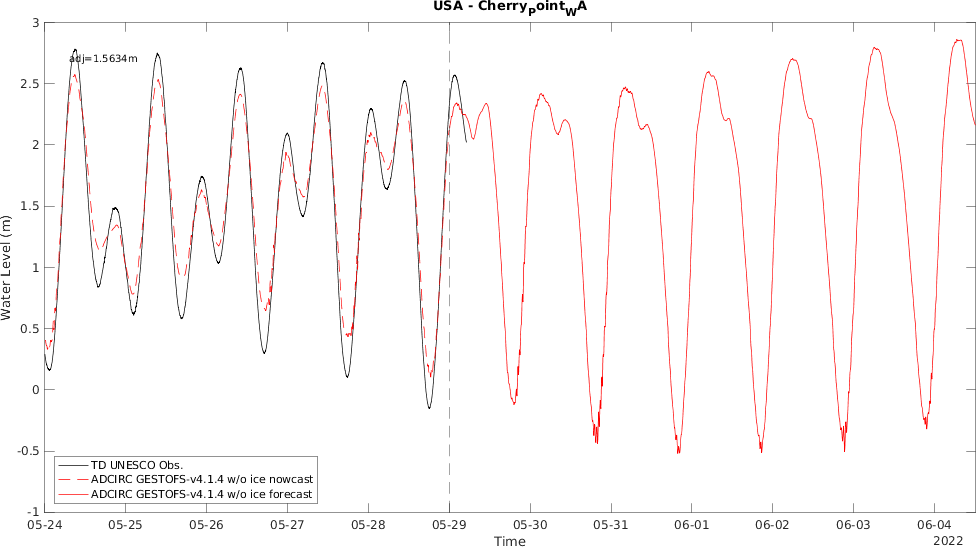 USA - Cherry_Point_WA
adj=1.5634m
3
2.5
2
1.5
1
0.5
0
-0.5
-1
Water Level (m)
TD UNESCO Obs.
ADCIRC GESTOFS-v4.1.4 w/o ice nowcast
ADCIRC GESTOFS-v4.1.4 w/o ice forecast
05-24 05-25 05-26 05-27 05-28 05-29 05-30 05-31 06-01 06-02 06-03 06-04
Time
2022